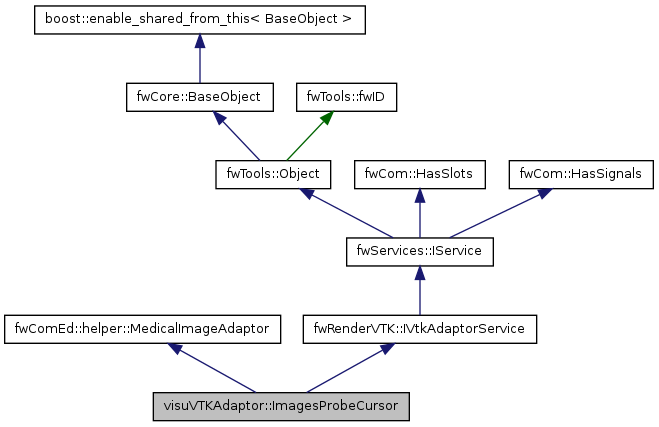 boost::enable_shared_from_this< BaseObject >
fwCore::BaseObject
fwTools::fwID
fwTools::Object
fwCom::HasSlots
fwCom::HasSignals
fwServices::IService
fwComEd::helper::MedicalImageAdaptor
fwRenderVTK::IVtkAdaptorService
visuVTKAdaptor::ImagesProbeCursor